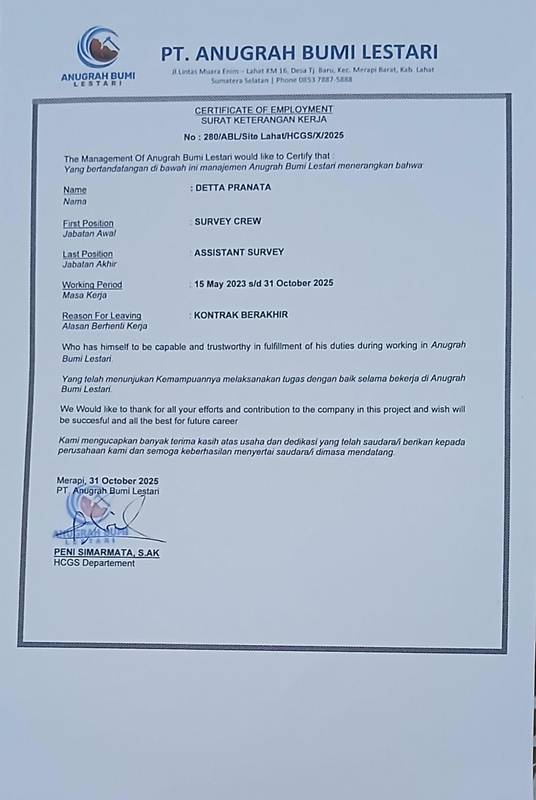 ANUGRAH BUMI
LESTARI
PT. ANUGRAH BUMI LESTARI
Jl.Lintas Muara Enim – Lahat KM 16, Desa Tj. Baru, Kec. Merapi Barat, Kab. Lahat
Sumatera Selatan | Phone 0853 7887-5888
CERTIFICATE OF EMPLOYMENT
SURAT KETERANGAN KERJA
No : 280/ABL/Site Lahat/HCGS/X/2025
The Management Of Anugrah Bumi Lestari would like to Certify that :
Yang bertandatangan di bawah ini manajemen Anugrah Bumi Lestari menerangkan bahwa:
Name : DETTA PRANATA
Nama
First Position : SURVEY CREW
Jabatan Awal
Last Position : ASSISTANT SURVEY
Jabatan Akhir
Working Period : 15 May 2023 s/d 31 October 2025
Masa Kerja
Reason For Leaving : KONTRAK BERAKHIR
Alasan Berhenti Kerja
Who has himself to be capable and trustworthy in fulfillment of his duties during working in Anugrah
Bumi Lestari.
Yang telah menunjukan Kemampuannya melaksanakan tugas dengan baik selama bekerja di Anugrah
Bumi Lestari.
We Would like to thank for all your efforts and contribution to the company in this project and wish will
be succesful and all the best for future career
Kami mengucapkan banyak terima kasih atas usaha dan dedikasi yang telah saudara/i berikan kepada
perusahaan kami dan semoga keberhasilan menyertai saudara/i dimasa mendatang.
Merapi, 31 October 2025
PT. Anugrah Bumi Lestari
ANUGRAH BUMI
LESTARI
PENI SIMARMATA, S.AK
HCGS Departement